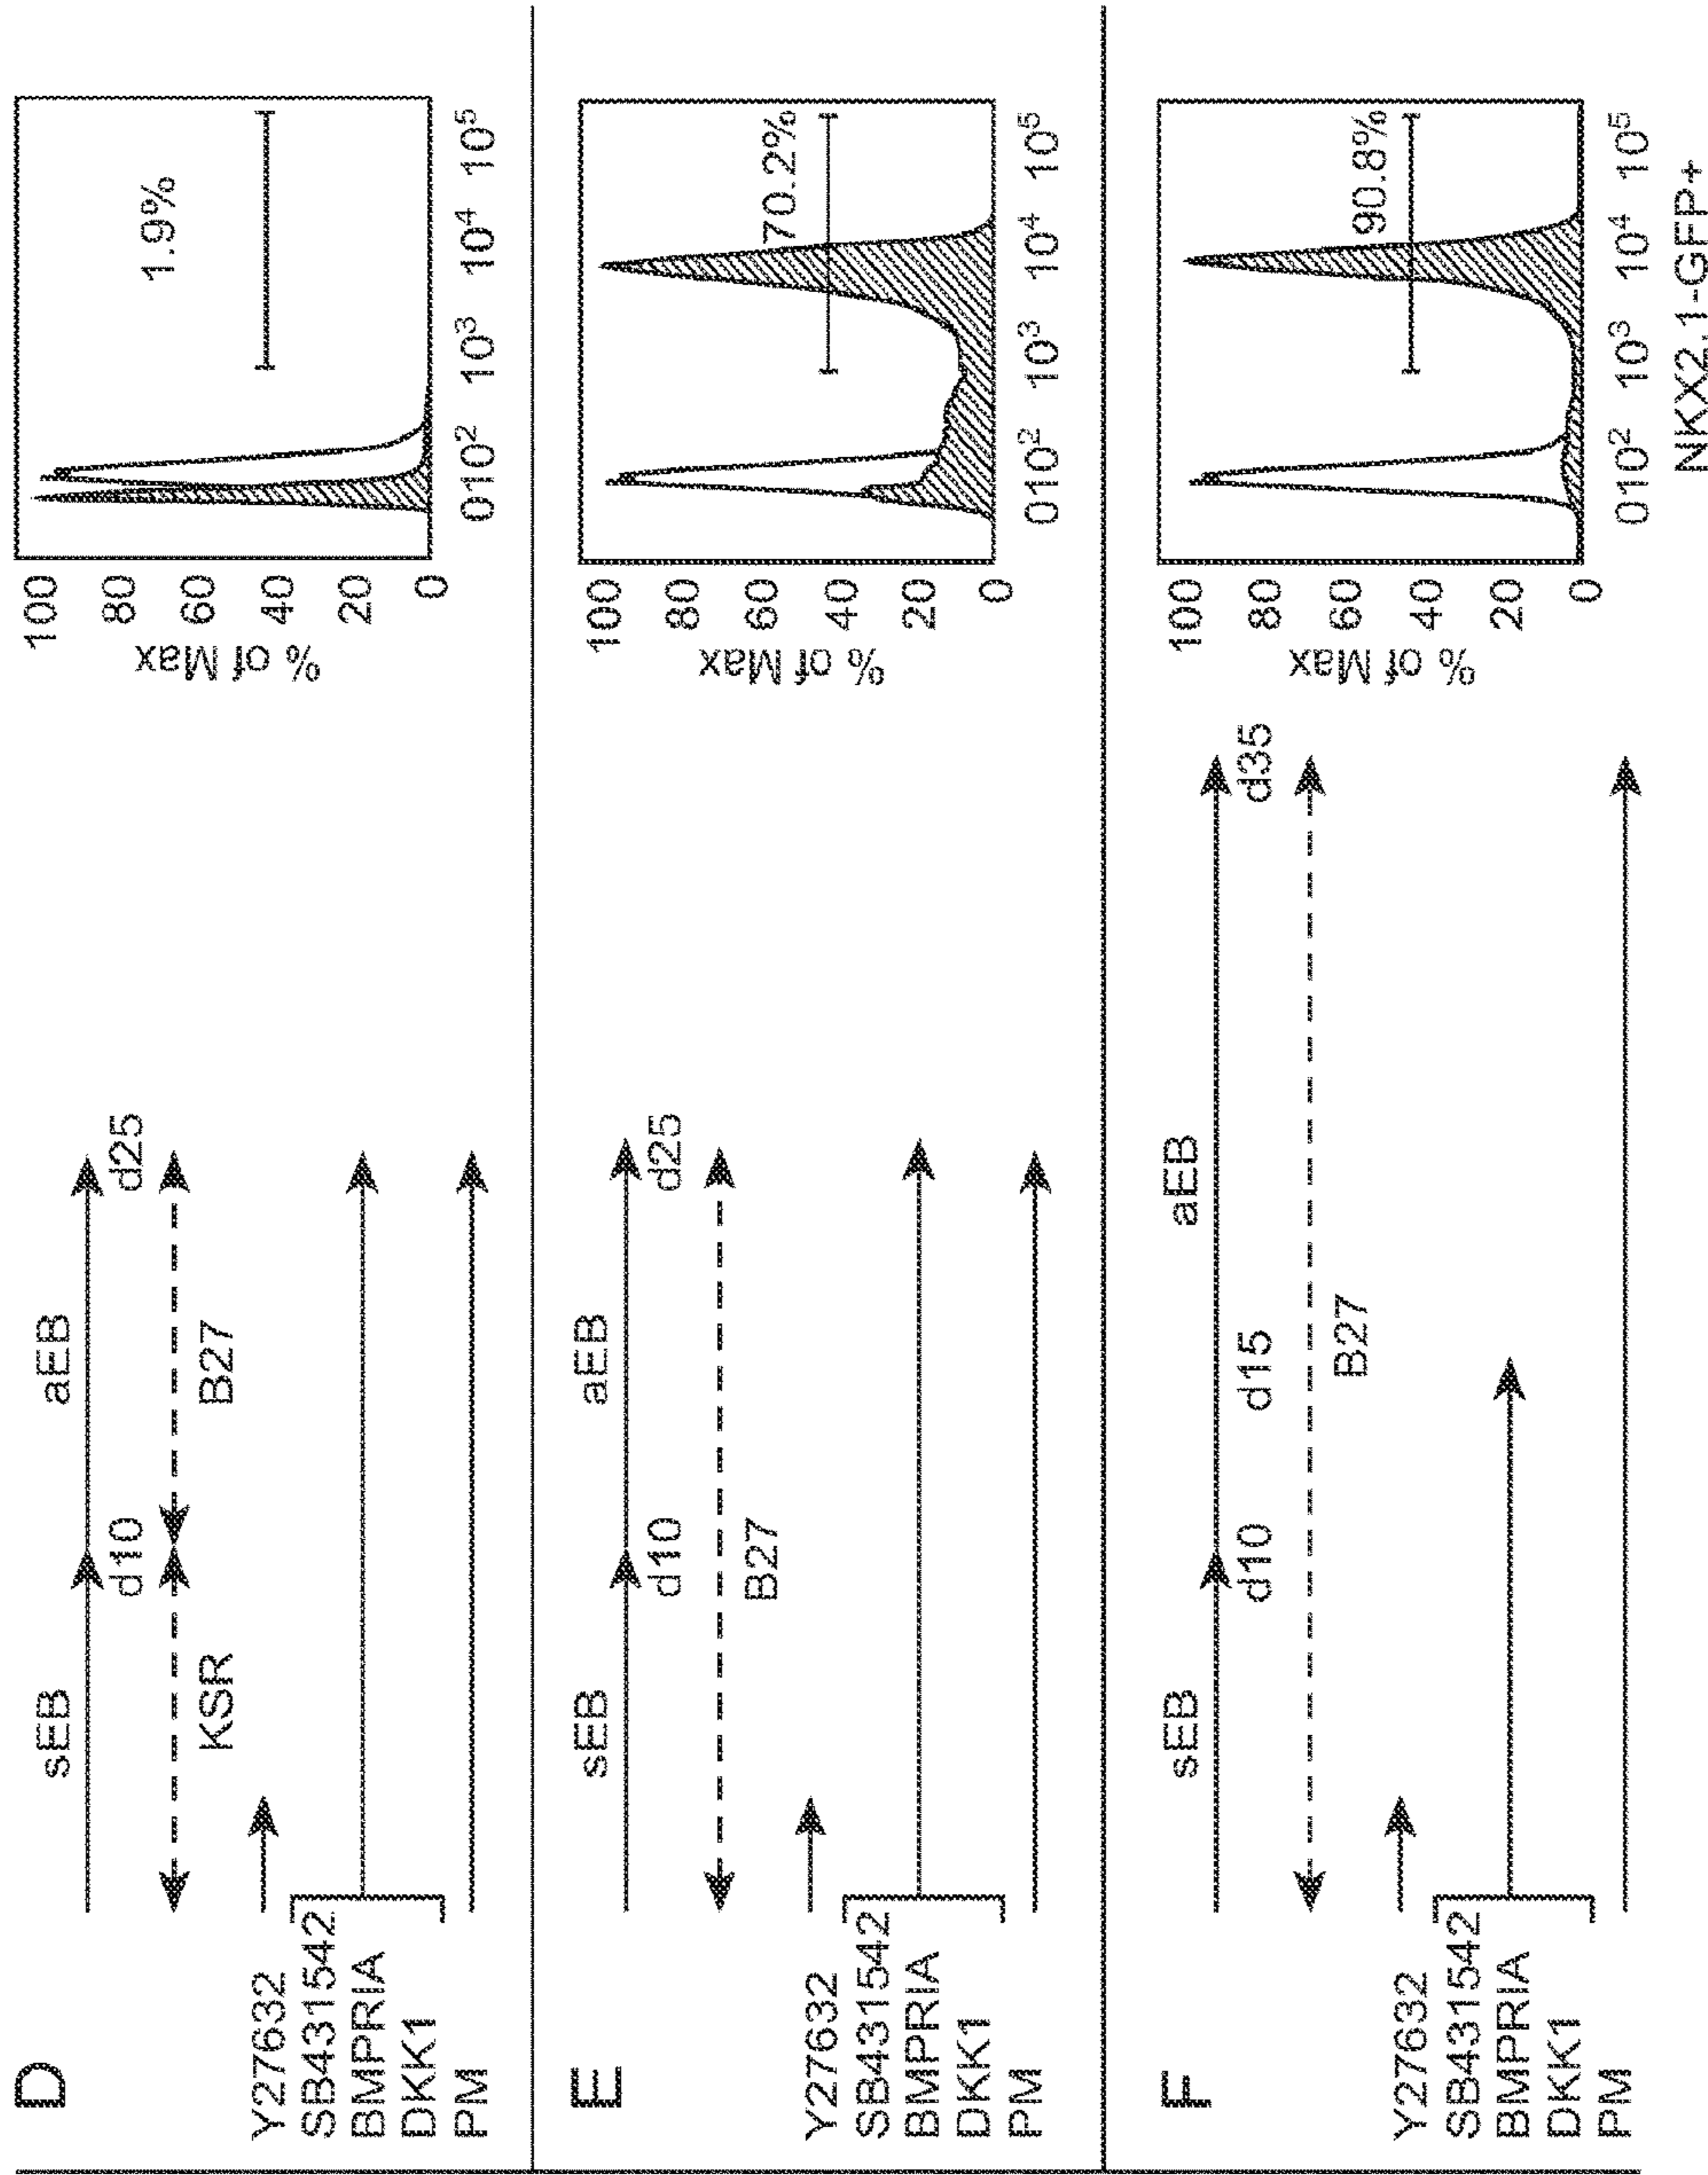 D
sEB aEB
d10 d25
KSR B27
Y27632
SB431542
BMPRIA
DKK1
PM
% of Max
100
80
60
40
20
0
1.9%
0 10² 10³ 10⁴ 10⁵
E
sEB aEB
d10 d25
B27
Y27632
SB431542
BMPRIA
DKK1
PM
% of Max
100
80
60
40
20
0
70.2%
0 10² 10³ 10⁴ 10⁵
F
sEB aEB
d10 d15 d35
B27
Y27632
SB431542
BMPRIA
DKK1
PM
% of Max
100
80
60
40
20
0
90.8%
0 10² 10³ 10⁴ 10⁵
NKX2.1-GFP+